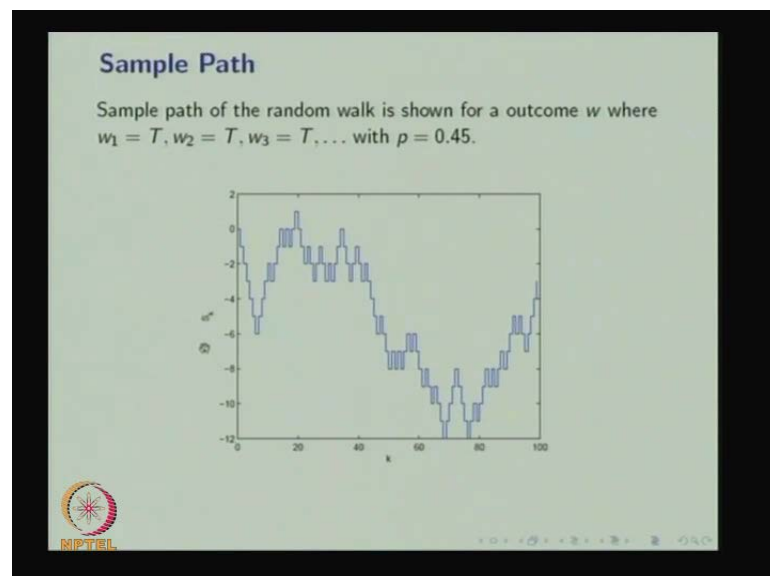 Sample Path
Sample path of the random walk is shown for a outcome w where
w₁ = T, w₂ = T, w₃ = T, ... with p = 0.45.
2
0
-2
-4
-6
-8
-10
-12
0 20 40 60 80 100
k
NPTEL